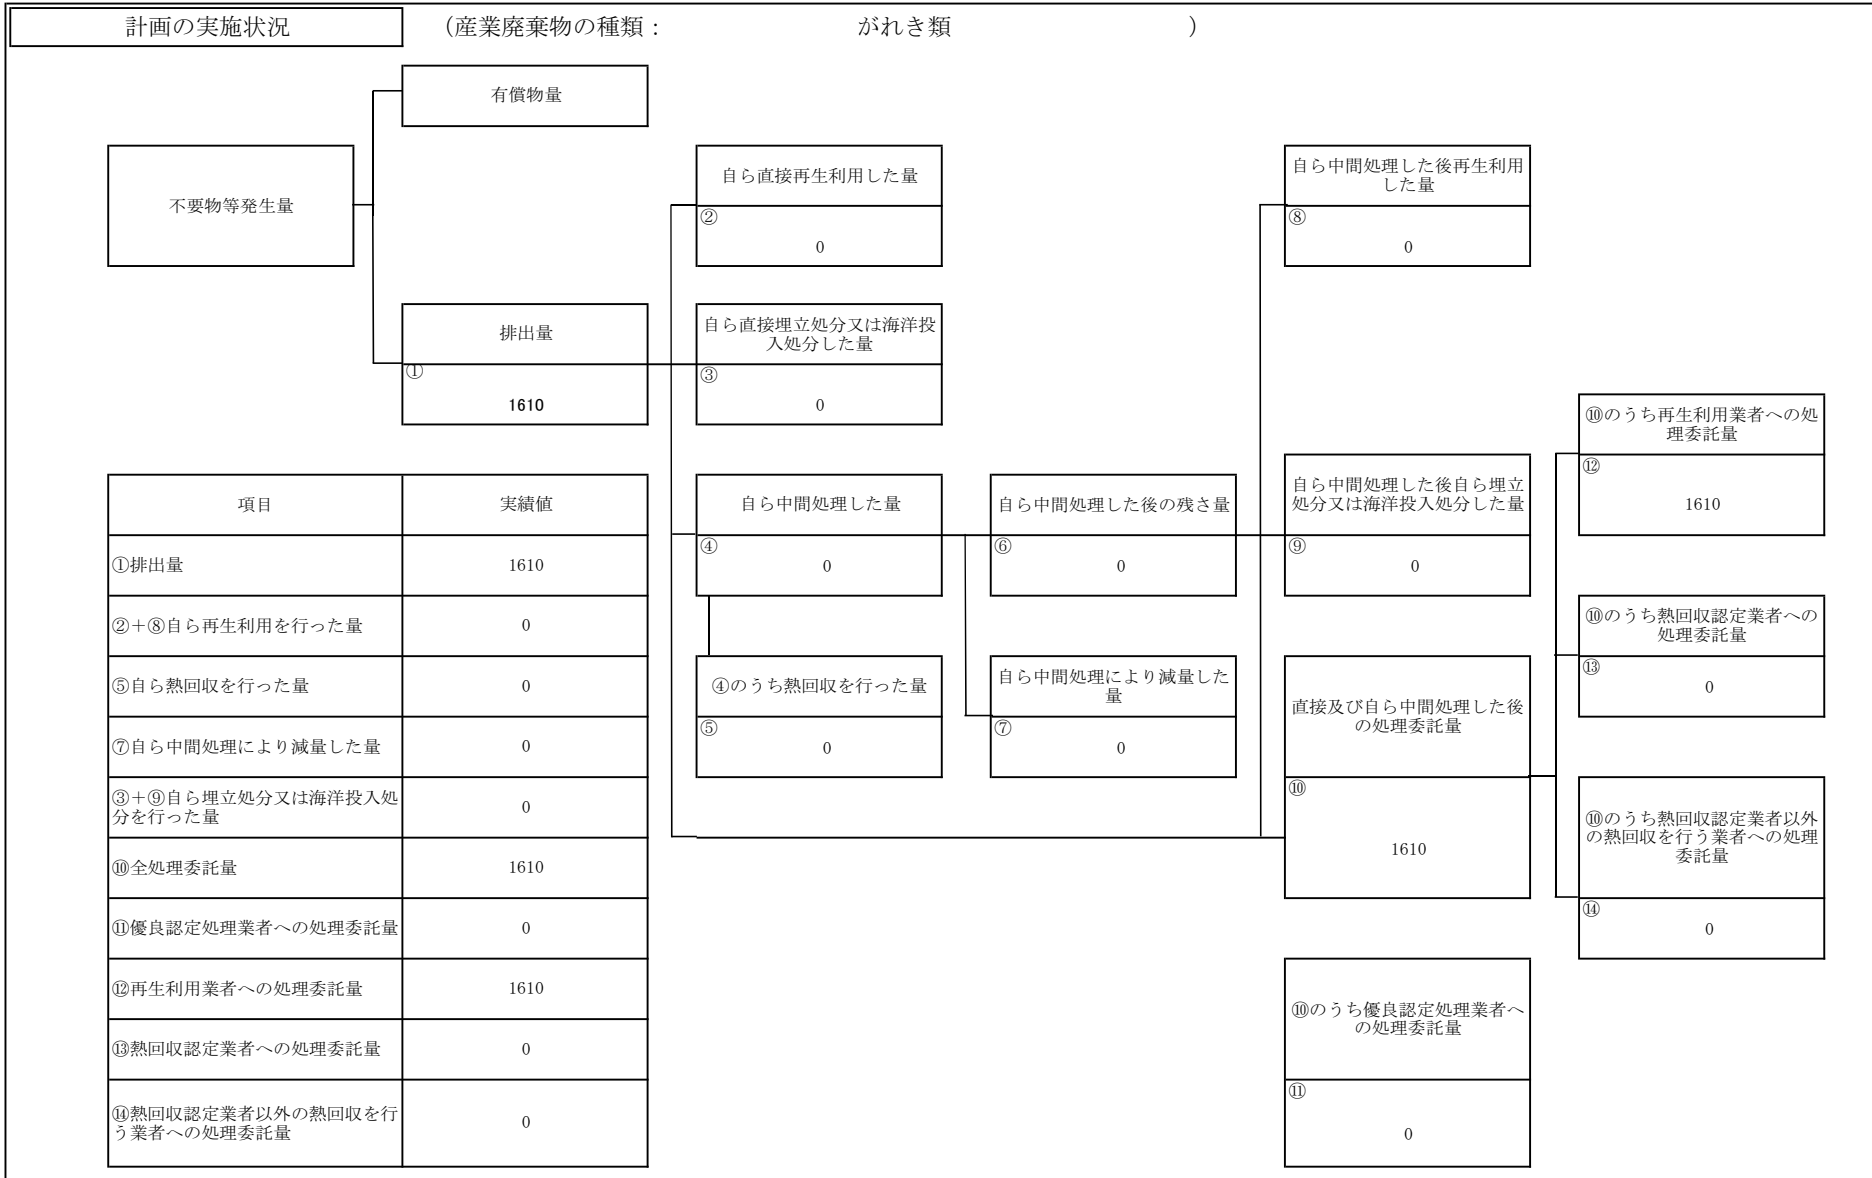 計画の実施状況 （産業廃棄物の種類： がれき類 ）
有償物量
不要物等発生量
自ら直接再生利用した量
②
0
自ら中間処理した後再生利用
した量
⑧
0
排出量
①
1610
自ら直接埋立処分又は海洋投
入処分した量
③
0
⑩のうち再生利用業者への処
理委託量
⑫
1610
項目 実績値
①排出量 1610
②＋⑧自ら再生利用を行った量 0
⑤自ら熱回収を行った量 0
⑦自ら中間処理により減量した量 0
③＋⑨自ら埋立処分又は海洋投入処
分を行った量 0
⑩全処理委託量 1610
⑪優良認定処理業者への処理委託量 0
⑫再生利用業者への処理委託量 1610
⑬熱回収認定業者への処理委託量 0
⑭熱回収認定業者以外の熱回収を行
う業者への処理委託量 0
自ら中間処理した量
④
0
自ら中間処理した後の残さ量
⑥
0
自ら中間処理した後自ら埋立
処分又は海洋投入処分した量
⑨
0
④のうち熱回収を行った量
⑤
0
自ら中間処理により減量した
量
⑦
0
直接及び自ら中間処理した後
の処理委託量
⑩
1610
⑩のうち熱回収認定業者への
処理委託量
⑬
0
⑩のうち熱回収認定業者以外
の熱回収を行う業者への処理
委託量
⑭
0
⑩のうち優良認定処理業者へ
の処理委託量
⑪
0